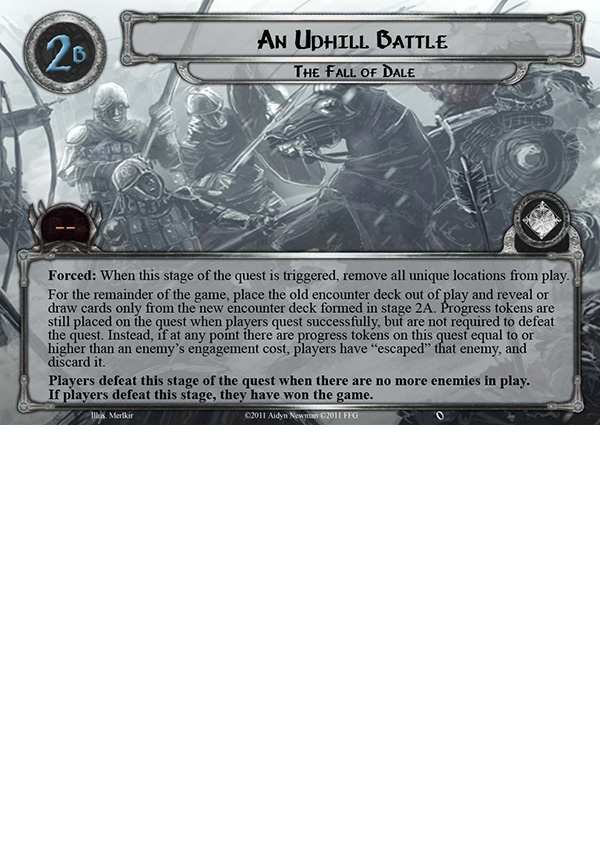 2B
AN UPHILL BATTLE
THE FALL OF DALE
--
Forced: When this stage of the quest is triggered, remove all unique locations from play.
For the remainder of the game, place the old encounter deck out of play and reveal or
draw cards only from the new encounter deck formed in stage 2A. Progress tokens are
still placed on the quest when players quest successfully, but are not required to defeat
the quest. Instead, if at any point there are progress tokens on this quest equal to or
higher than an enemy's engagement cost, players have “escaped” that enemy, and
discard it.
Players defeat this stage of the quest when there are no more enemies in play.
If players defeat this stage, they have won the game.
Illus. Merlkir ©2011 Aidyn Newman ©2011 FFG 0